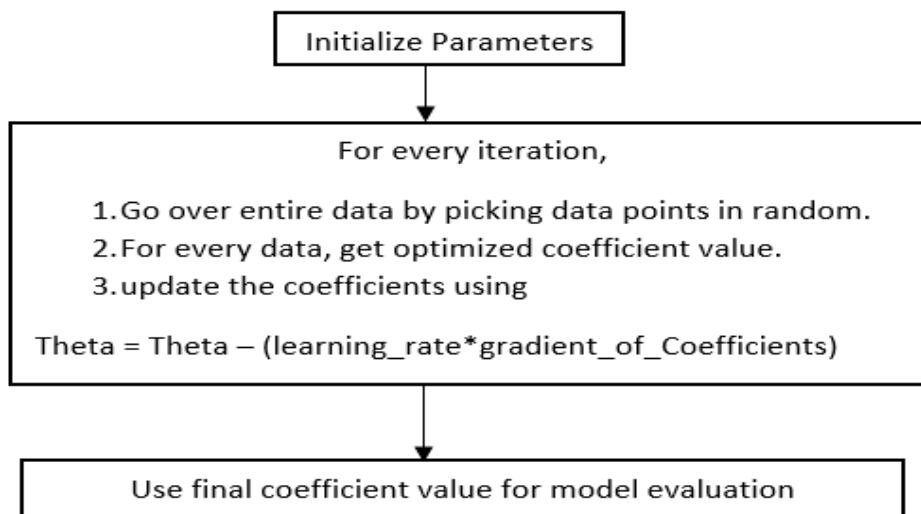 Initialize Parameters
For every iteration,
1.Go over entire data by picking data points in random.
2.For every data, get optimized coefficient value.
3.update the coefficients using
Theta = Theta – (learning_rate*gradient_of_Coefficients)
Use final coefficient value for model evaluation